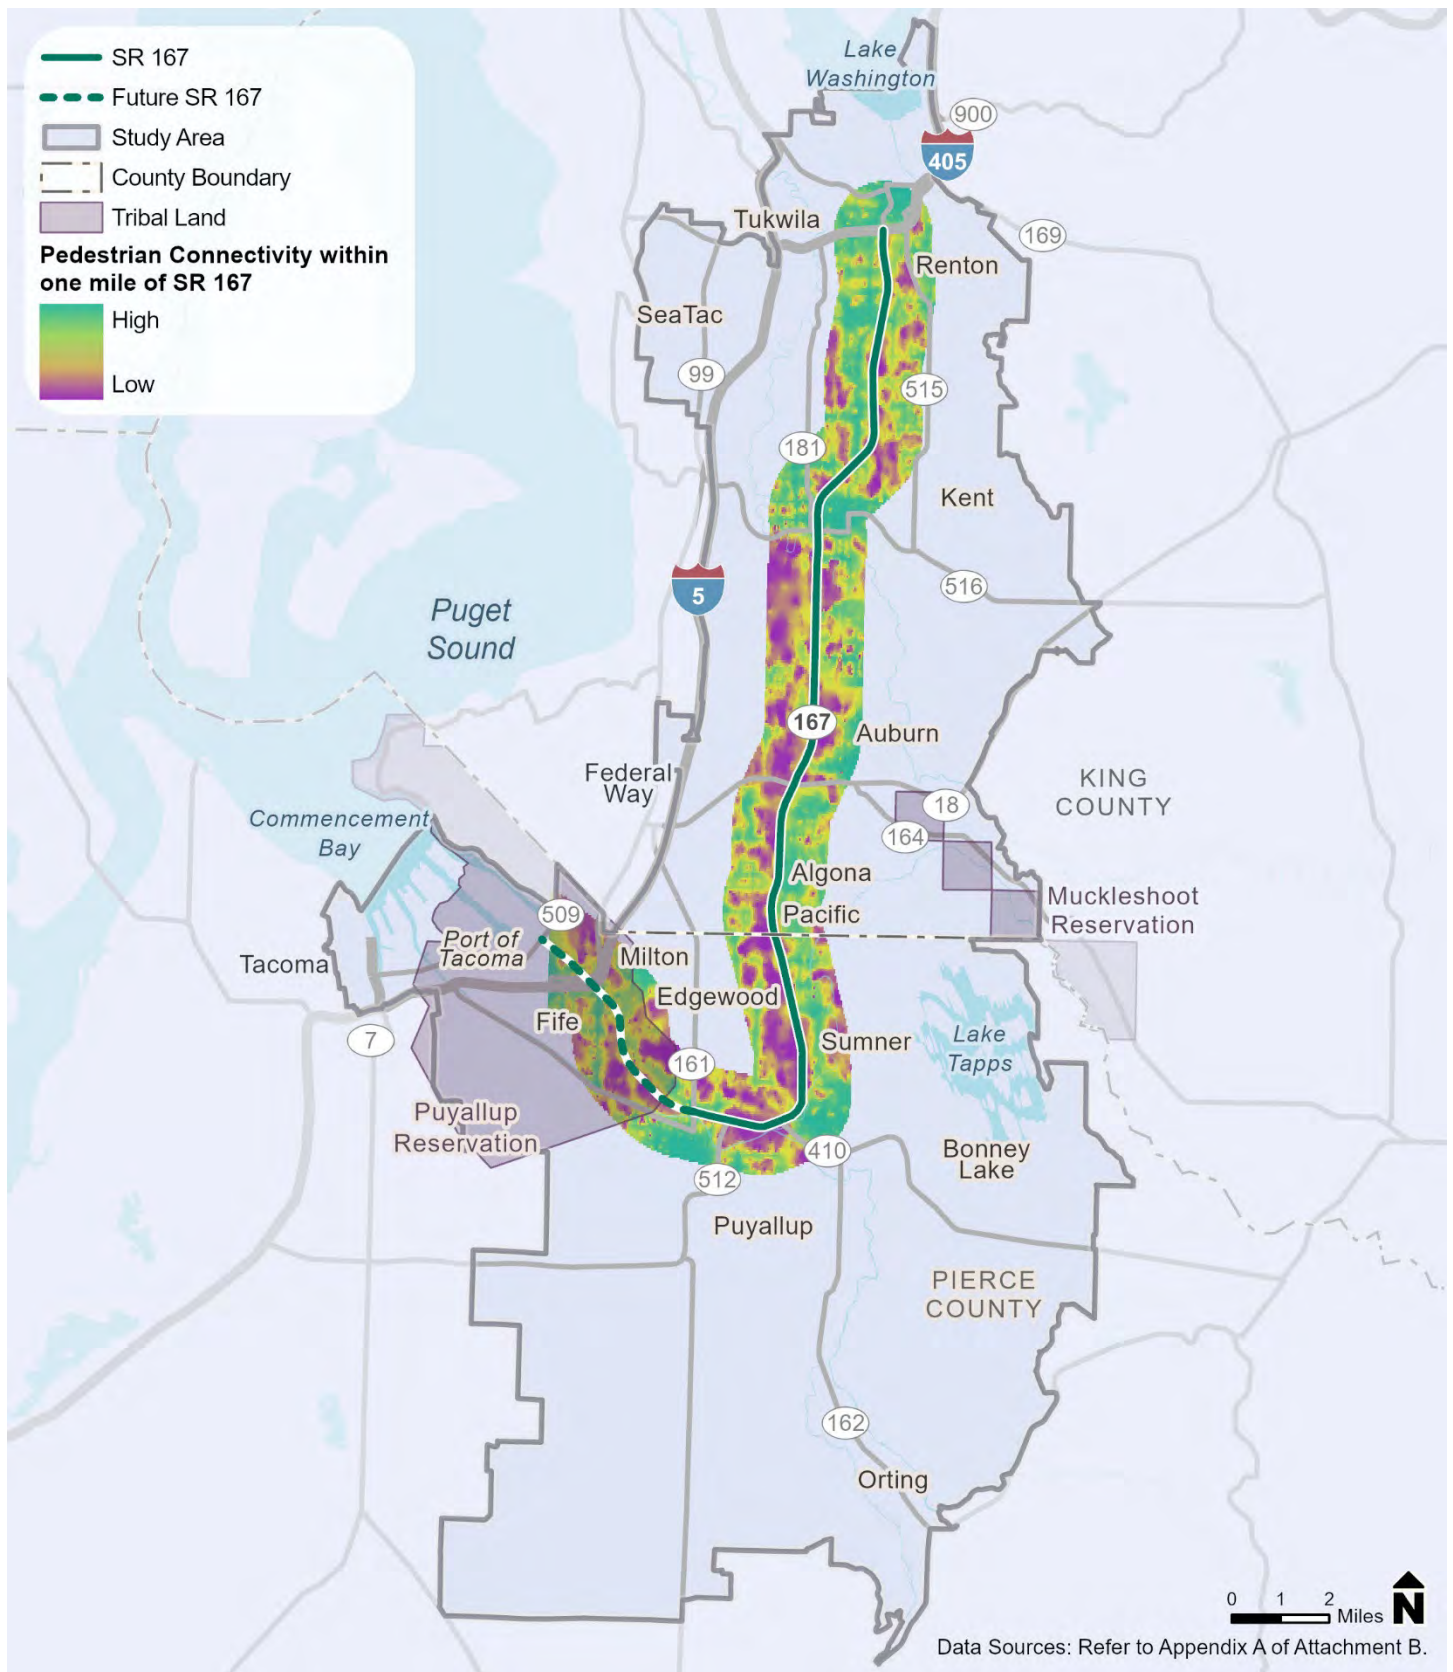 SR 167
Future SR 167
Study Area
County Boundary
Tribal Land
Pedestrian Connectivity within
one mile of SR 167
High
Low
Lake
Washington
900
405
Tukwila
169
Renton
SeaTac
99
515
181
Kent
5
516
Puget
Sound
167
Auburn
Federal
Way
KING
COUNTY
18
Commencement
Bay
164
Algona
Muckleshoot
Reservation
Pacific
509
Port of
Tacoma
Milton
Tacoma
Edgewood
Fife
7
161
Sumner
Lake
Tapps
Puyallup
Reservation
410
Bonney
Lake
512
Puyallup
PIERCE
COUNTY
162
Orting
0 1 2
Miles
N
Data Sources: Refer to Appendix A of Attachment B.